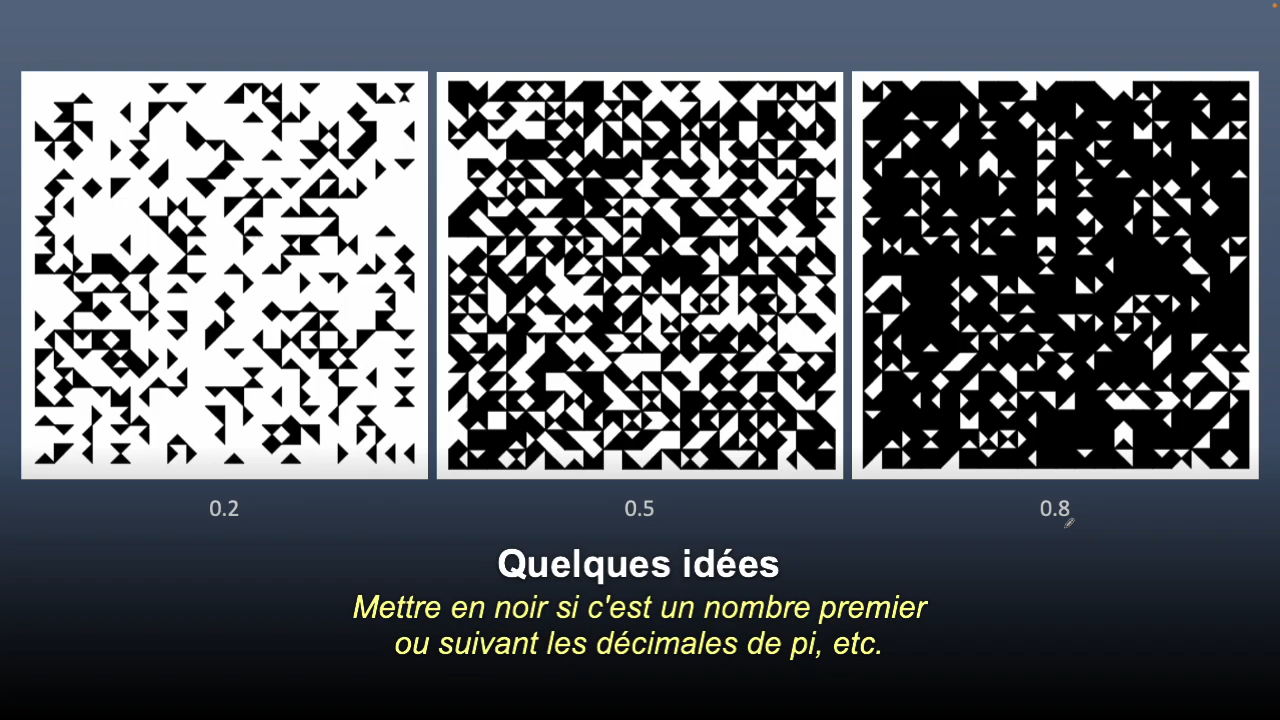 0.2
0.5
0.8
Quelques idées
Mettre en noir si c'est un nombre premier
ou suivant les décimales de pi, etc.